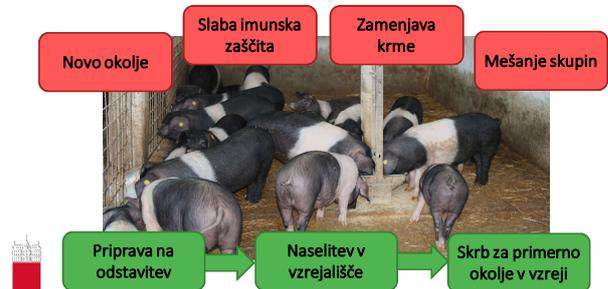 Novo okolje
Slaba imunska
zaščita
Zamenjava
krme
Mešanje skupin
Priprava na
odstavitev
Naselitev v
vzrejališče
Skrb za primerno
okolje v vzreji